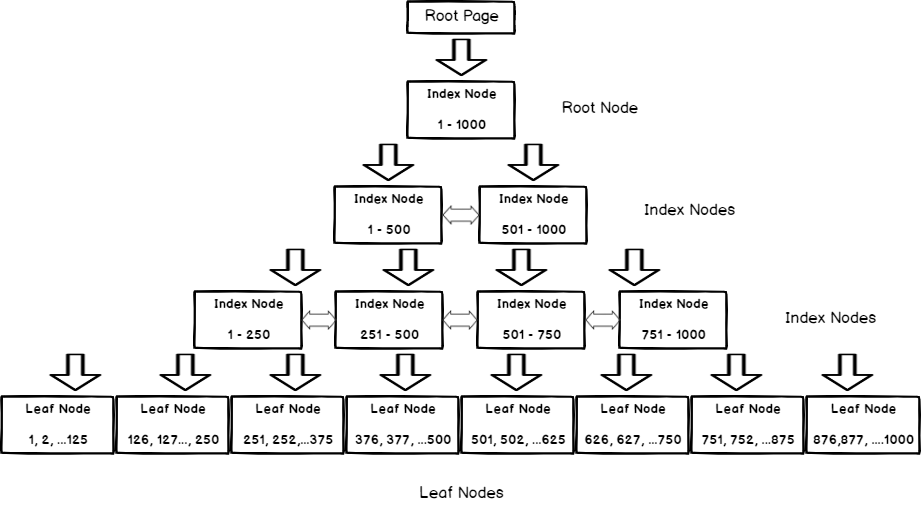 Root Page
Index Node
1 - 1000
Root Node
Index Node
1 - 500
Index Node
501 - 1000
Index Nodes
Index Node
1 - 250
Index Node
251 - 500
Index Node
501 - 750
Index Node
751 - 1000
Index Nodes
Leaf Node
1, 2, ...125
Leaf Node
126, 127..., 250
Leaf Node
251, 252,...375
Leaf Node
376, 377, ...500
Leaf Node
501, 502, ...625
Leaf Node
626, 627, ...750
Leaf Node
751, 752, ...875
Leaf Node
876,877, ....1000
Leaf Nodes